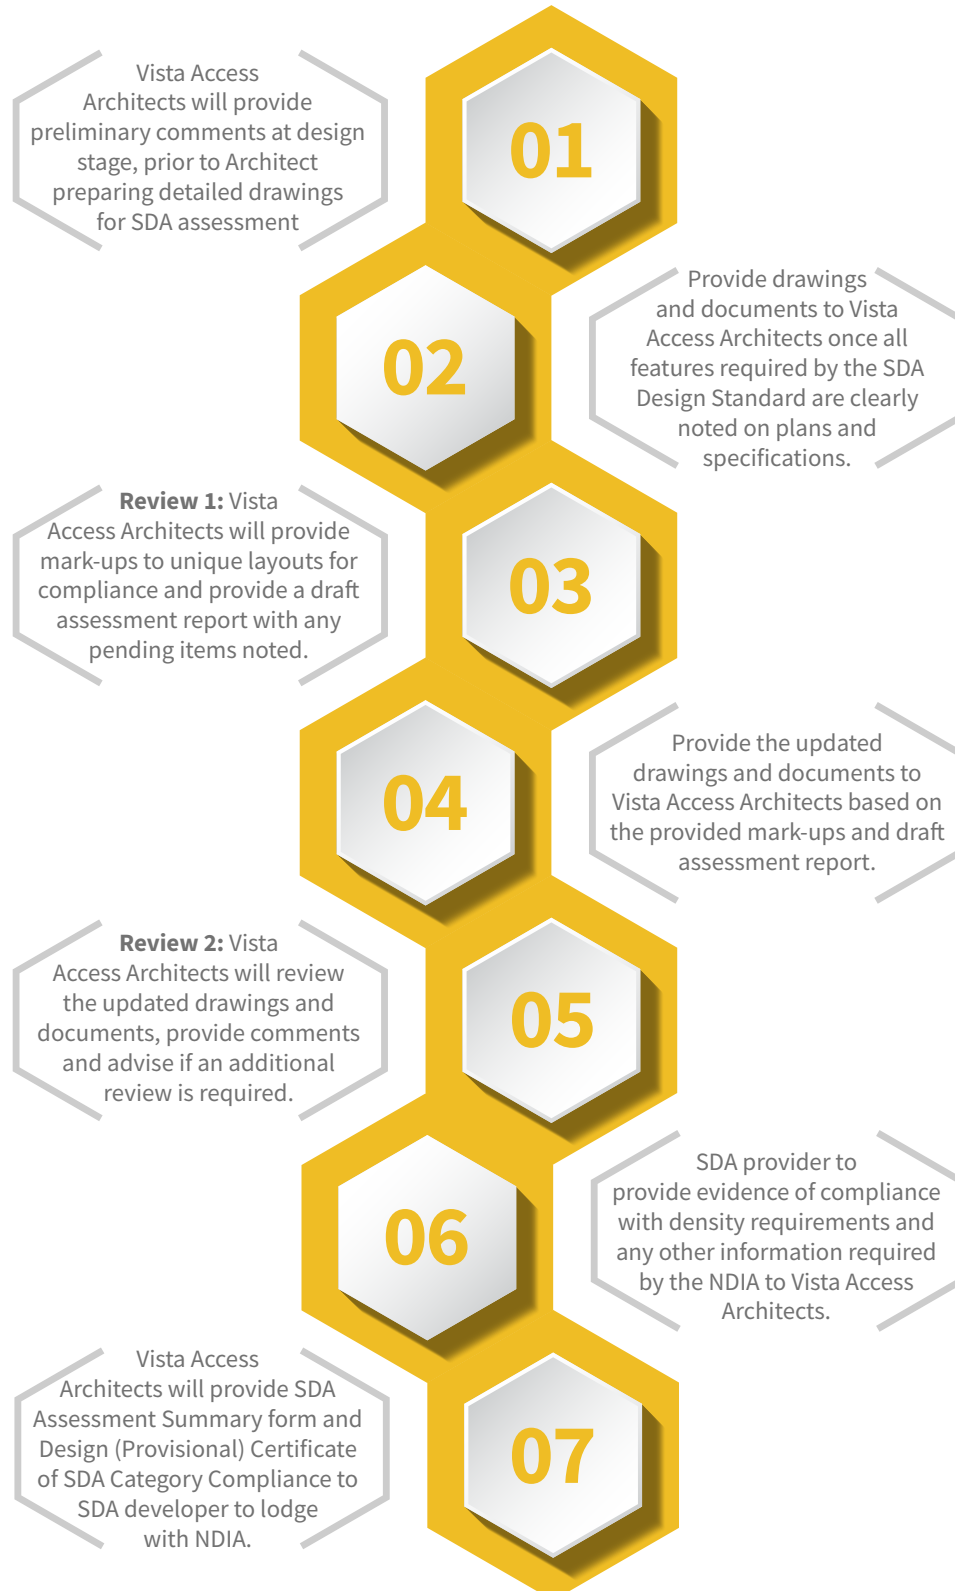 01
Vista Access
Architects will provide
preliminary comments at design
stage, prior to Architect
preparing detailed drawings
for SDA assessment
02
Provide drawings
and documents to Vista
Access Architects once all
features required by the SDA
Design Standard are clearly
noted on plans and
specifications.
03
Review 1: Vista
Access Architects will provide
mark-ups to unique layouts for
compliance and provide a draft
assessment report with any
pending items noted.
04
Provide the updated
drawings and documents to
Vista Access Architects based on
the provided mark-ups and draft
assessment report.
05
Review 2: Vista
Access Architects will review
the updated drawings and
documents, provide comments
and advise if an additional
review is required.
06
SDA provider to
provide evidence of compliance
with density requirements and
any other information required
by the NDIA to Vista Access
Architects.
07
Vista Access
Architects will provide SDA
Assessment Summary form and
Design (Provisional) Certificate
of SDA Category Compliance to
SDA developer to lodge
with NDIA.